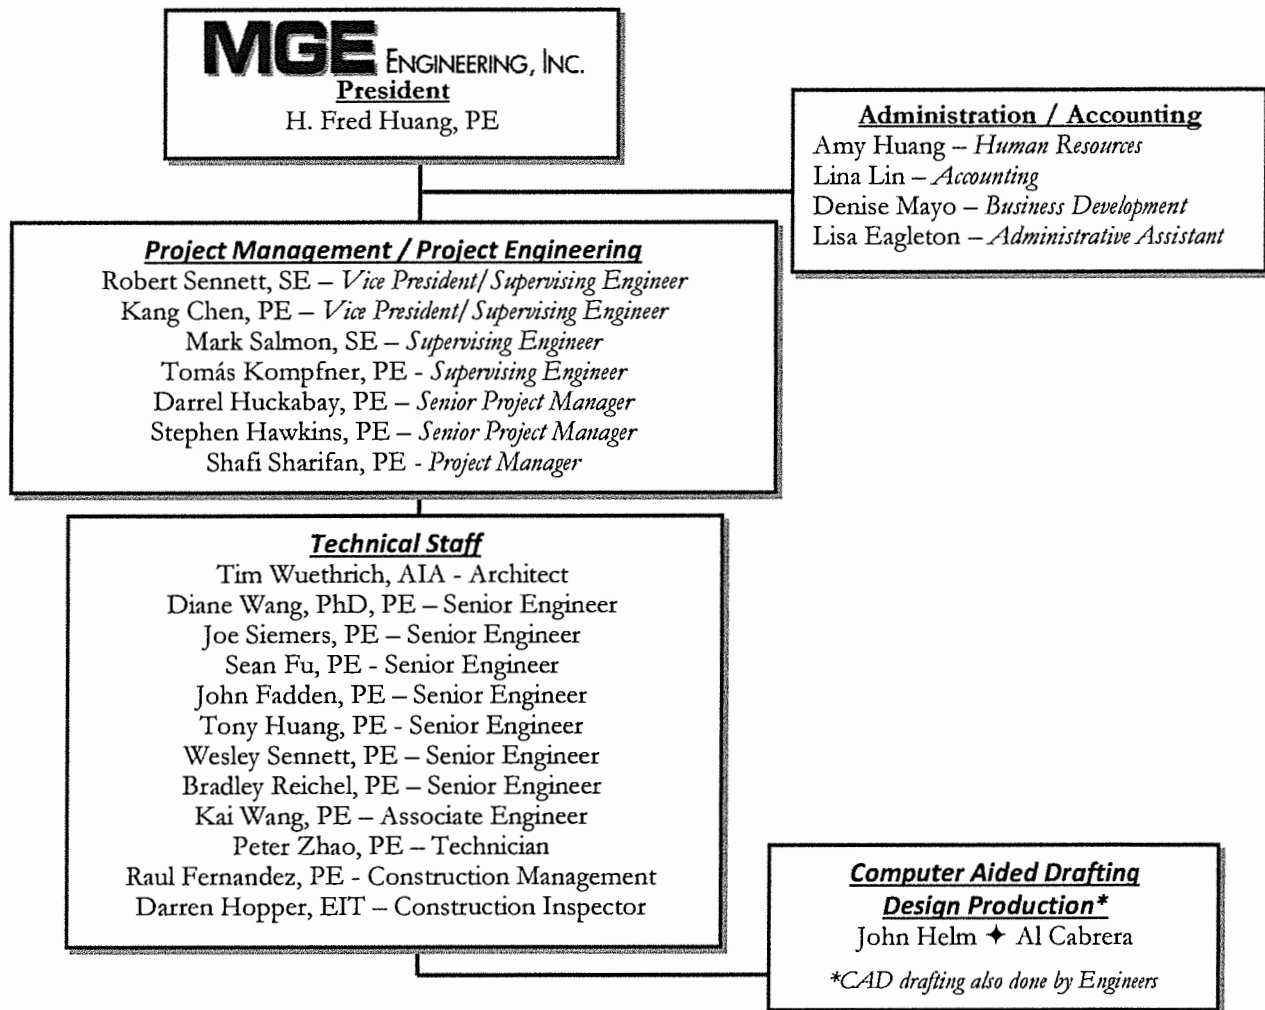 MGE ENGINEERING, INC.
President
H. Fred Huang, PE
Administration / Accounting
Amy Huang – Human Resources
Lina Lin – Accounting
Denise Mayo – Business Development
Lisa Eagleton – Administrative Assistant
Project Management / Project Engineering
Robert Sennett, SE – Vice President/Supervising Engineer
Kang Chen, PE – Vice President/Supervising Engineer
Mark Salmon, SE – Supervising Engineer
Tomás Kompfner, PE - Supervising Engineer
Darrel Huckabay, PE – Senior Project Manager
Stephen Hawkins, PE – Senior Project Manager
Shafi Sharifan, PE - Project Manager
Technical Staff
Tim Wuethrich, AIA - Architect
Diane Wang, PhD, PE – Senior Engineer
Joe Siemers, PE – Senior Engineer
Sean Fu, PE - Senior Engineer
John Fadden, PE – Senior Engineer
Tony Huang, PE - Senior Engineer
Wesley Sennett, PE – Senior Engineer
Bradley Reichel, PE – Senior Engineer
Kai Wang, PE – Associate Engineer
Peter Zhao, PE – Technician
Raul Fernandez, PE - Construction Management
Darren Hopper, EIT – Construction Inspector
Computer Aided Drafting
Design Production*
John Helm ✦ Al Cabrera
*CAD drafting also done by Engineers